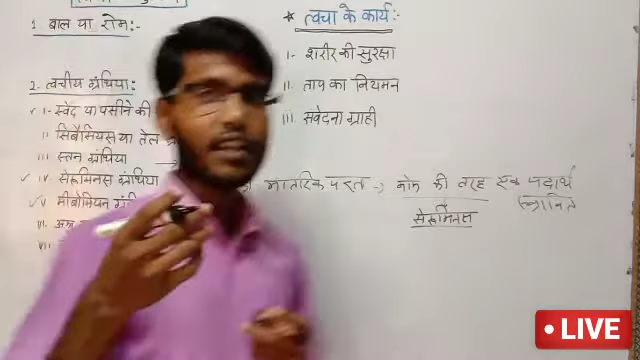 1. बाल या रोम:-
* त्वचा के कार्य:-
I- शरीर की सुरक्षा
2. त्वचीय ग्रंथिया:
II. ताप का नियमन
I- स्वेद या पसीने की
III. संवेदना ग्राही
II सिबैसियस या तेल
III. स्तन ग्रंथिया →
IV. सेरूमिनस ग्रंथिया
→ मोम की तरह एक पदार्थ
V. मीबोमियन
सेरूमिनस
स्त्रावित
LIVE